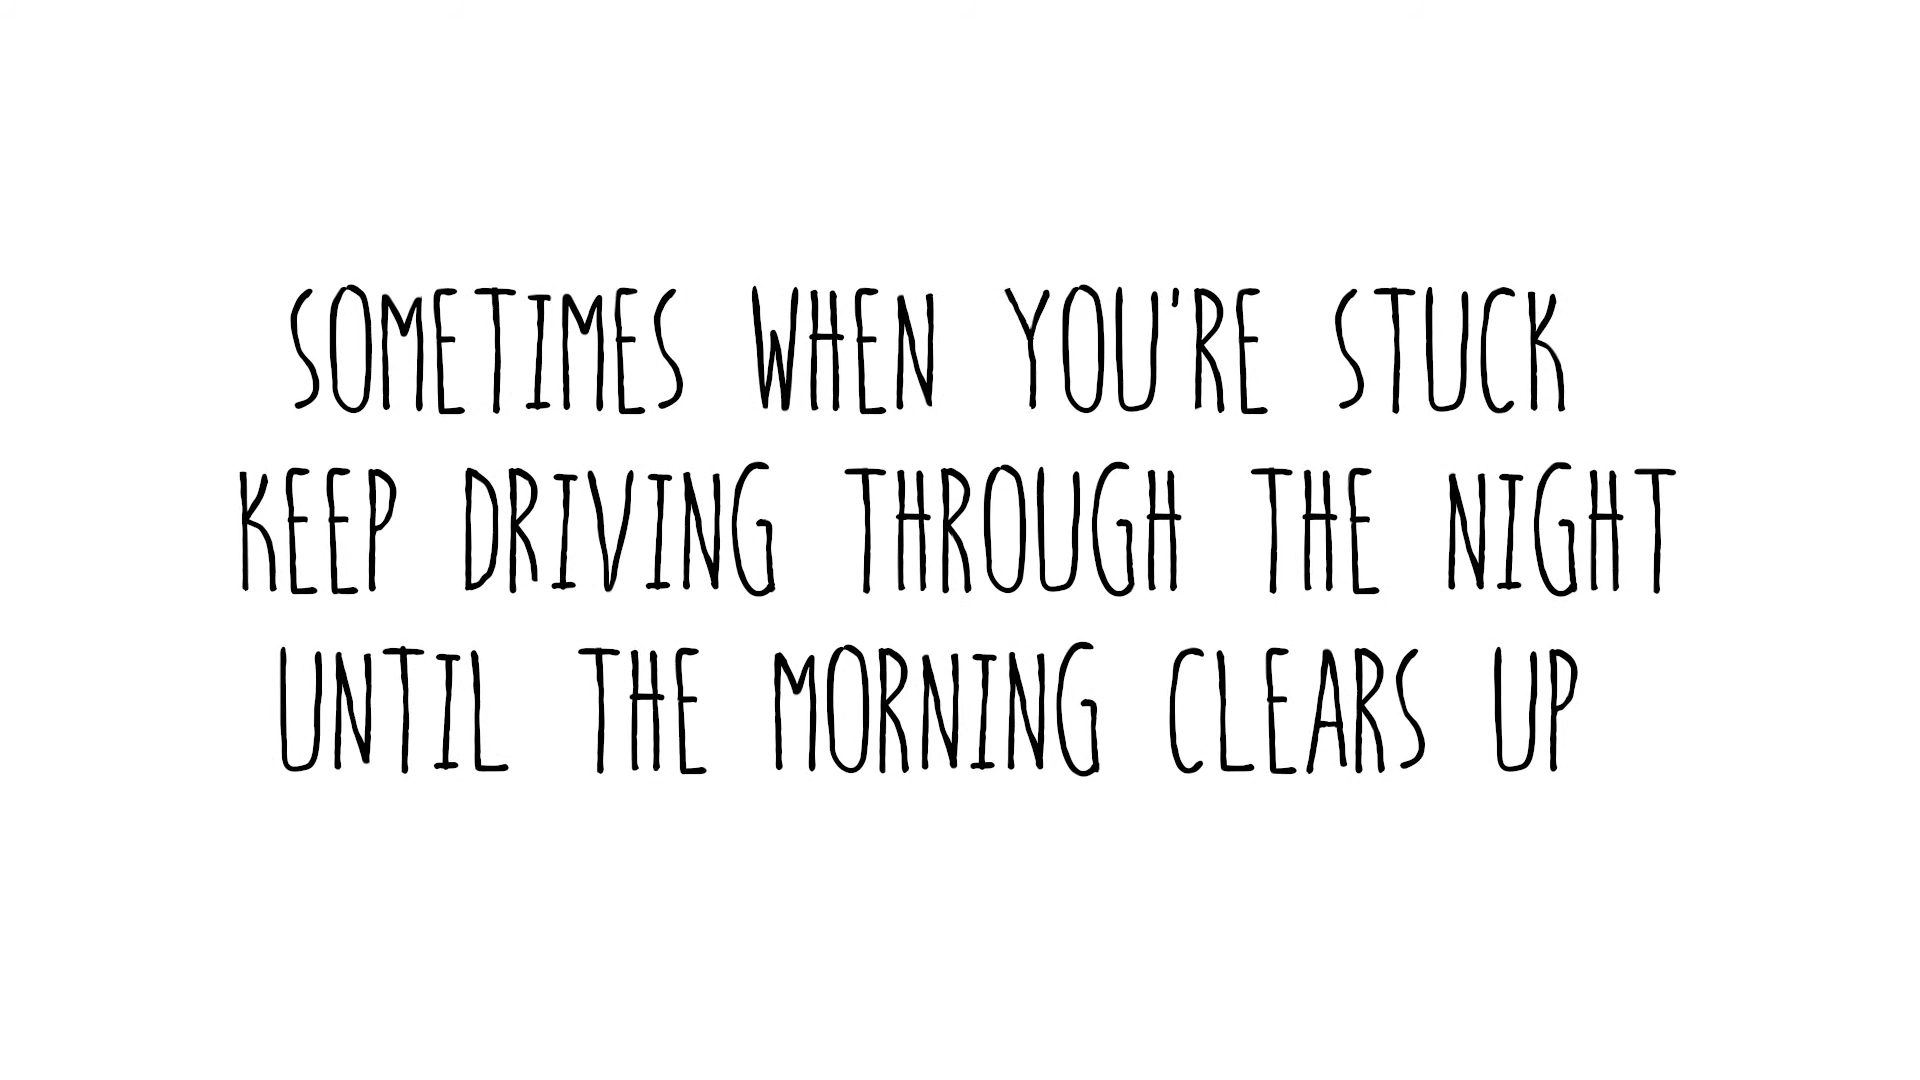 SOMETIMES WHEN YOU'RE STUCK
KEEP DRIVING THROUGH THE NIGHT
UNTIL THE MORNING CLEARS UP